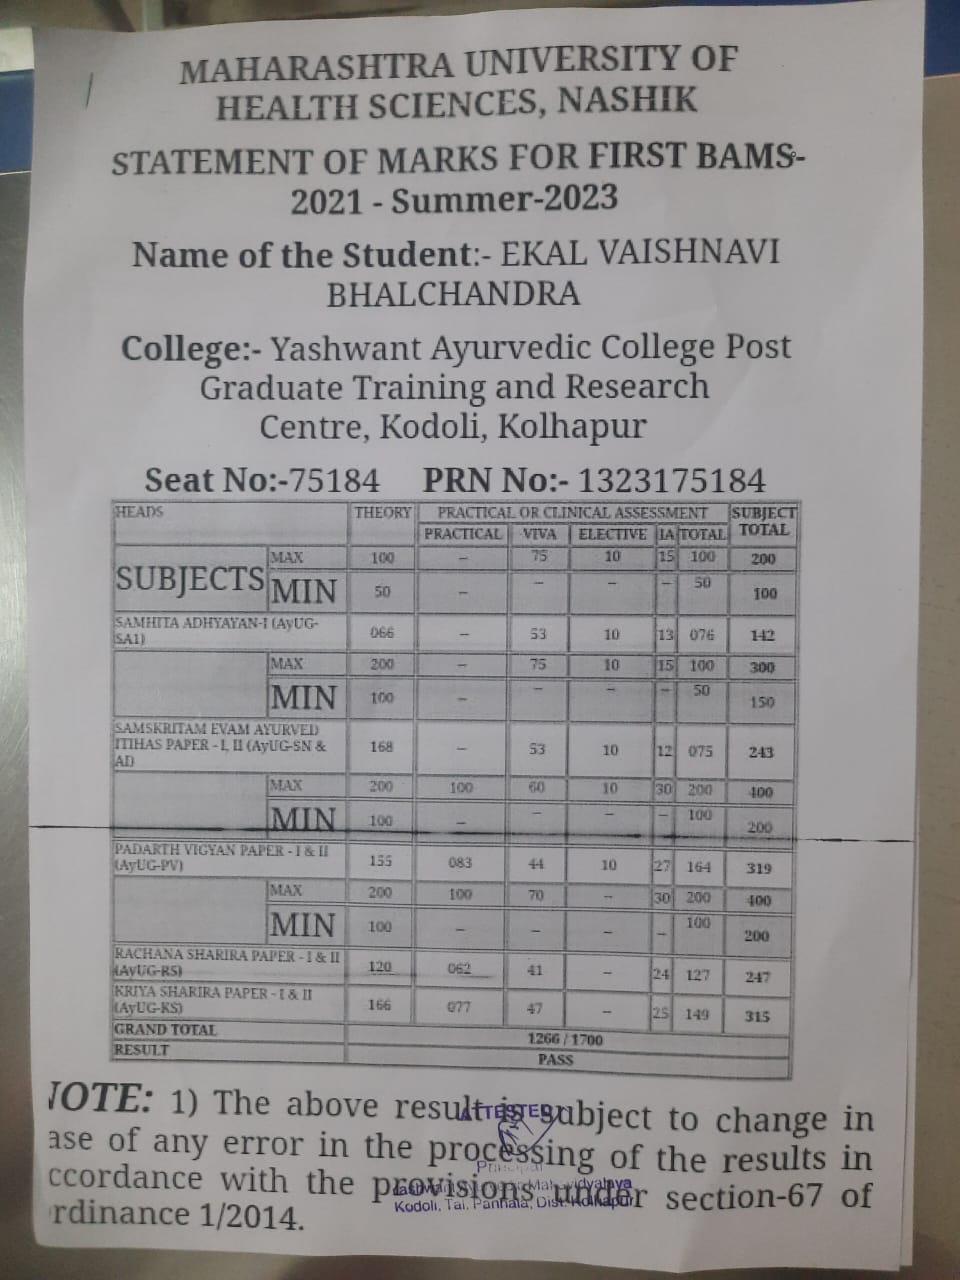 MAHARASHTRA UNIVERSITY OF
HEALTH SCIENCES, NASHIK
STATEMENT OF MARKS FOR FIRST BAMS-
2021 - Summer-2023
Name of the Student:- EKAL VAISHNAVI
BHALCHANDRA
College:- Yashwant Ayurvedic College Post
Graduate Training and Research
Centre, Kodoli, Kolhapur
Seat No:-75184 PRN No:- 1323175184
HEADS THEORY PRACTICAL OR CLINICAL ASSESSMENT SUBJECT
PRACTICAL VIVA ELECTIVE IA TOTAL TOTAL
SUBJECTS MAX 100 -- 75 10 15 100 200
MIN 50 -- -- -- -- 50 100
SAMHITA ADHYAYAN-I (AyUG-
SA1) 066 -- 53 10 13 076 142
MAX 200 -- 75 10 15 100 300
MIN 100 -- -- -- -- 50 150
SAMSKRITAM EVAM AYURVED
ITIHAS PAPER - I, II (AyUG-SN & 168 -- 53 10 12 075 243
AD)
MAX 200 100 60 10 30 200 400
MIN 100 -- -- -- -- 100 200
PADARTH VIGYAN PAPER - I & II
(AyUG-PV) 155 083 44 10 27 164 319
MAX 200 100 70 -- 30 200 400
MIN 100 -- -- -- -- 100 200
RACHANA SHARIRA PAPER - I & II
(AyUG-RS) 120 062 41 -- 24 127 247
KRIYA SHARIRA PAPER - I & II
(AyUG-KS) 166 077 47 -- 25 149 315
GRAND TOTAL 1266 / 1700
RESULT PASS
NOTE: 1) The above result is subject to change in
ase of any error in the processing of the results in
ccordance with the provisions under section-67 of
rdinance 1/2014.
ATTESTED
Principal
Mahavidyalaya
Kodoli, Tal. Panhala, Dist. Kolhapur